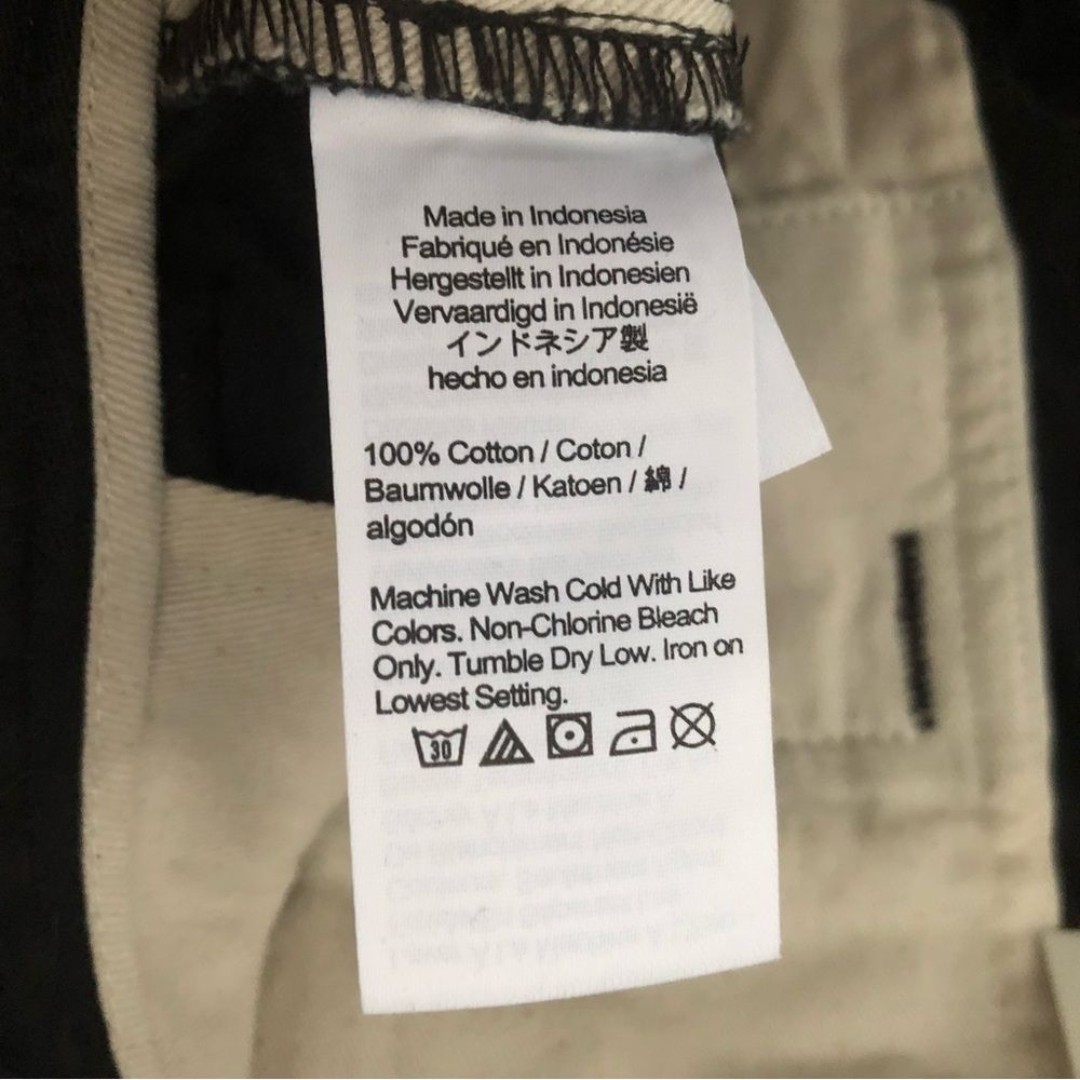 Made in Indonesia
Fabriqué en Indonésie
Hergestellt in Indonesien
Vervaardigd in Indonesië
インドネシア製
hecho en indonesia
100% Cotton / Coton /
Baumwolle / Katoen / 綿 /
algodón
Machine Wash Cold With Like
Colors. Non-Chlorine Bleach
Only. Tumble Dry Low. Iron on
Lowest Setting.
30